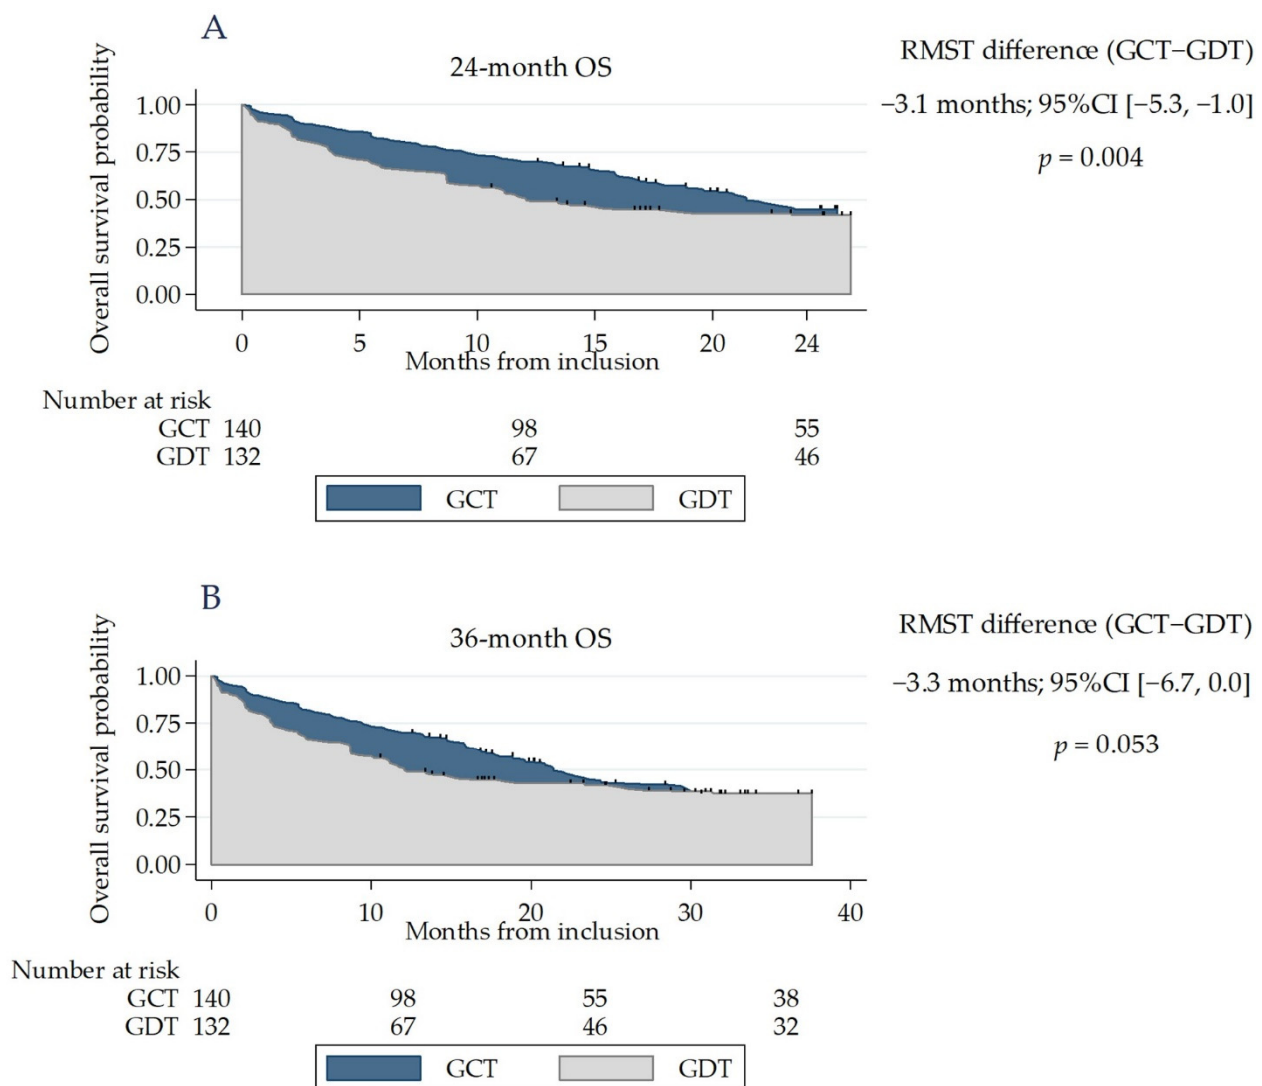 A
24-month OS
RMST difference (GCT−GDT)
−3.1 months; 95%CI [−5.3, −1.0]
p = 0.004
Overall survival probability
1.00
0.75
0.50
0.25
0.00
0 5 10 15 20 24
Months from inclusion
Number at risk
GCT 140 98 55
GDT 132 67 46
GCT GDT
B
36-month OS
RMST difference (GCT−GDT)
−3.3 months; 95%CI [−6.7, 0.0]
p = 0.053
Overall survival probability
1.00
0.75
0.50
0.25
0.00
0 10 20 30 40
Months from inclusion
Number at risk
GCT 140 98 55 38
GDT 132 67 46 32
GCT GDT